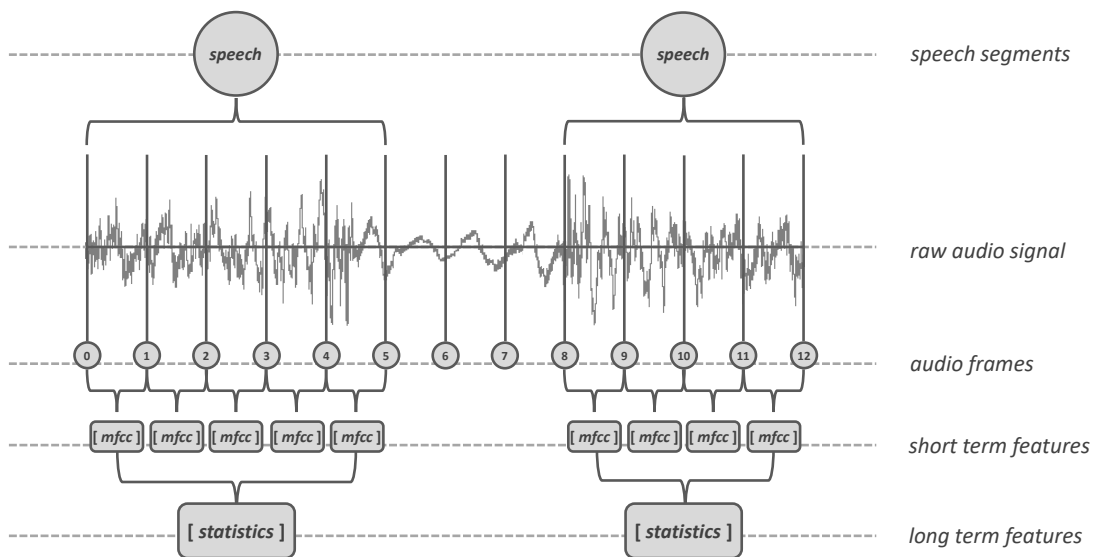 speech speech speech segments
raw audio signal
0 1 2 3 4 5 6 7 8 9 10 11 12 audio frames
[ mfcc ] [ mfcc ] [ mfcc ] [ mfcc ] [ mfcc ] [ mfcc ] [ mfcc ] [ mfcc ] [ mfcc ] short term features
[ statistics ] [ statistics ] long term features